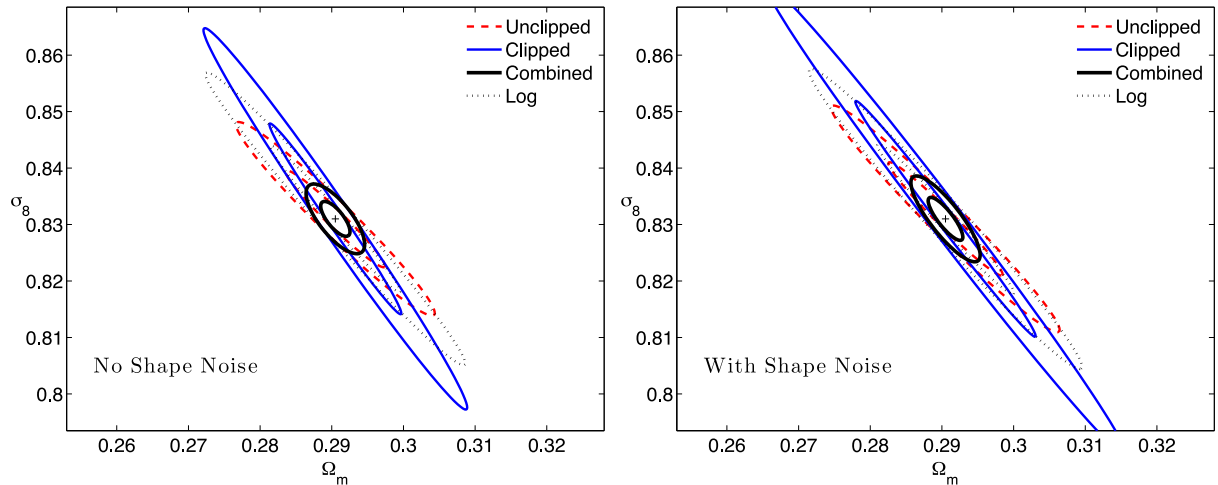 Unclipped
Clipped
Combined
Log
0.86
0.85
0.84
σ8
0.83
0.82
0.81
0.8
No Shape Noise
0.26 0.27 0.28 0.29 0.3 0.31 0.32
Ωm
Unclipped
Clipped
Combined
Log
0.86
0.85
0.84
σ8
0.83
0.82
0.81
0.8
With Shape Noise
0.26 0.27 0.28 0.29 0.3 0.31 0.32
Ωm